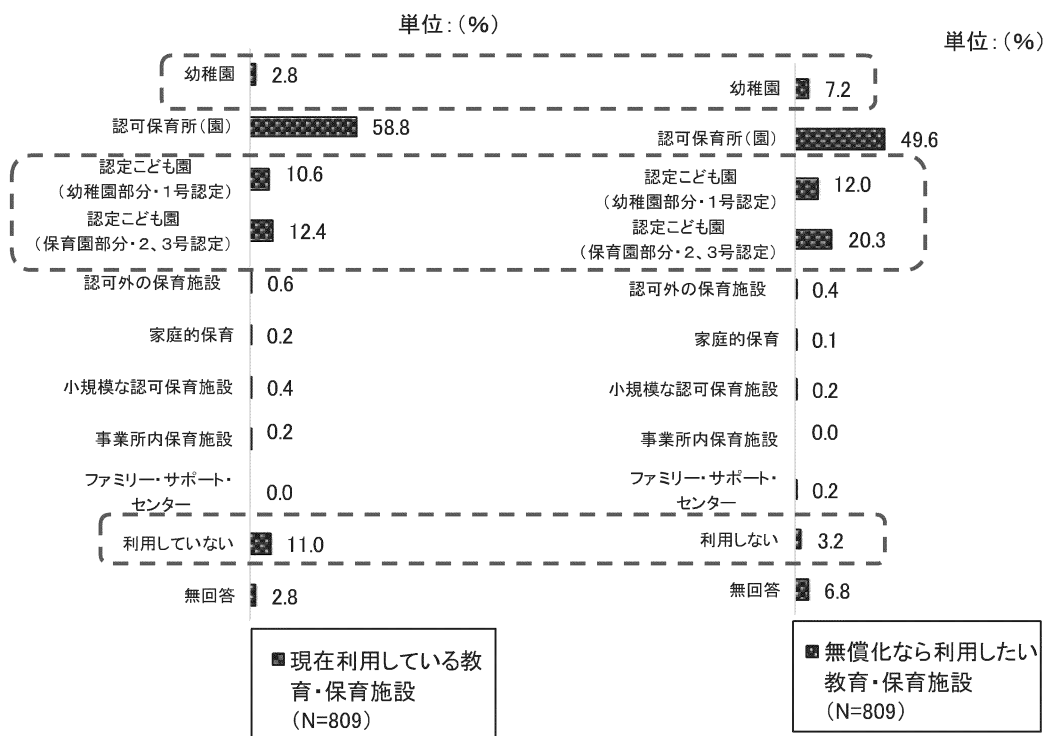 単位:(%)
幼稚園 2.8
認可保育所(園) 58.8
認定こども園
(幼稚園部分・1号認定) 10.6
認定こども園
(保育園部分・2、3号認定) 12.4
認可外の保育施設 0.6
家庭的保育 0.2
小規模な認可保育施設 0.4
事業所内保育施設 0.2
ファミリー・サポート・
センター 0.0
利用していない 11.0
無回答 2.8
現在利用している教
育・保育施設
(N=809)
単位:(%)
幼稚園 7.2
認可保育所(園) 49.6
認定こども園
(幼稚園部分・1号認定) 12.0
認定こども園
(保育園部分・2、3号認定) 20.3
認可外の保育施設 0.4
家庭的保育 0.1
小規模な認可保育施設 0.2
事業所内保育施設 0.0
ファミリー・サポート・
センター 0.2
利用しない 3.2
無回答 6.8
無償化なら利用したい
教育・保育施設
(N=809)